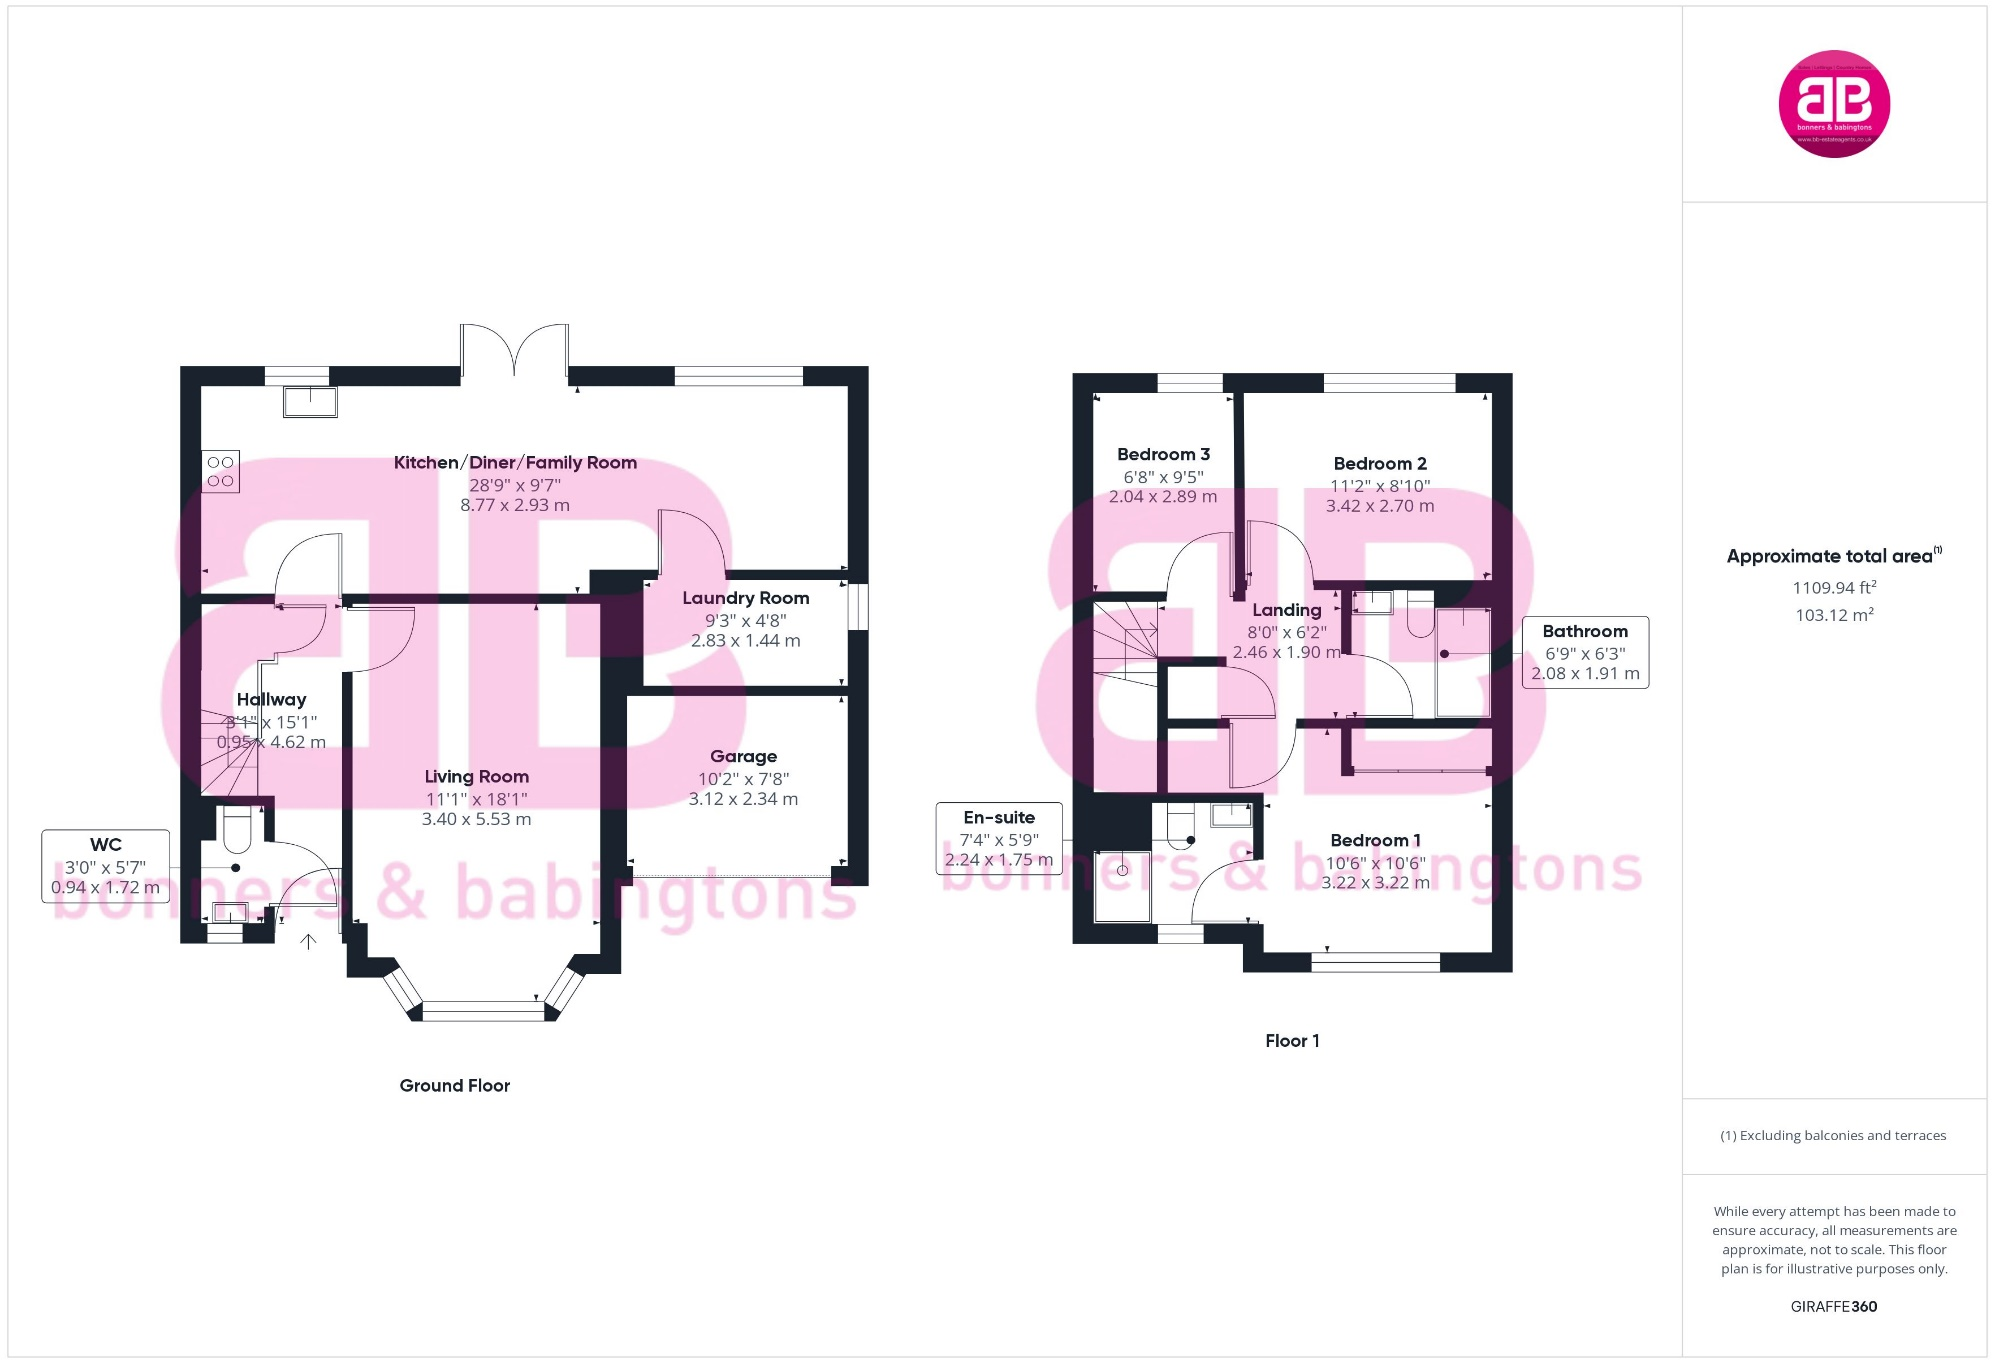 Kitchen/Diner/Family Room
28'9" x 9'7"
8.77 x 2.93 m
Laundry Room
9'3" x 4'8"
2.83 x 1.44 m
Hallway
3'1" x 15'1"
0.95 x 4.62 m
Living Room
11'1" x 18'1"
3.40 x 5.53 m
Garage
10'2" x 7'8"
3.12 x 2.34 m
WC
3'0" x 5'7"
0.94 x 1.72 m
bonners & babingtons
Ground Floor
Bedroom 3
6'8" x 9'5"
2.04 x 2.89 m
Bedroom 2
11'2" x 8'10"
3.42 x 2.70 m
Landing
8'0" x 6'2"
2.46 x 1.90 m
Bathroom
6'9" x 6'3"
2.08 x 1.91 m
En-suite
7'4" x 5'9"
2.24 x 1.75 m
Bedroom 1
10'6" x 10'6"
3.22 x 3.22 m
bonners & babingtons
Floor 1
BB
bonners & babingtons
www.bb-estateagents.co.uk
Approximate total area(1)
1109.94 ft²
103.12 m²
(1) Excluding balconies and terraces
While every attempt has been made to
ensure accuracy, all measurements are
approximate, not to scale. This floor
plan is for illustrative purposes only.
GIRAFFE360